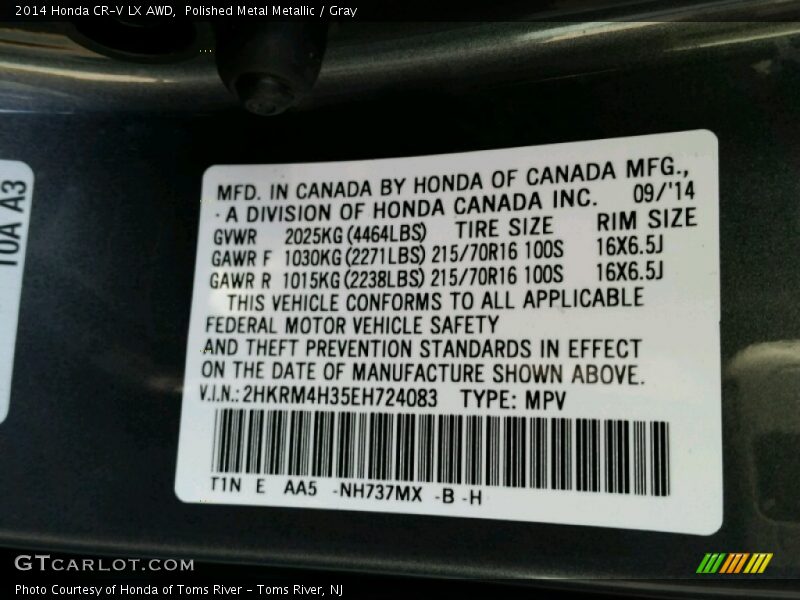 2014 Honda CR-V LX AWD,  Polished Metal Metallic / Gray
10A A3
MFD. IN CANADA BY HONDA OF CANADA MFG.,
· A DIVISION OF HONDA CANADA INC. 09/'14
GVWR 2025KG (4464LBS) TIRE SIZE RIM SIZE
GAWR F 1030KG (2271LBS) 215/70R16 100S 16X6.5J
GAWR R 1015KG (2238LBS) 215/70R16 100S 16X6.5J
THIS VEHICLE CONFORMS TO ALL APPLICABLE
FEDERAL MOTOR VEHICLE SAFETY
AND THEFT PREVENTION STANDARDS IN EFFECT
ON THE DATE OF MANUFACTURE SHOWN ABOVE.
V.I.N.: 2HKRM4H35EH724083 TYPE: MPV
T1N E AA5 -NH737MX -B -H
GTCARLOT.COM
Photo Courtesy of Honda of Toms River - Toms River, NJ